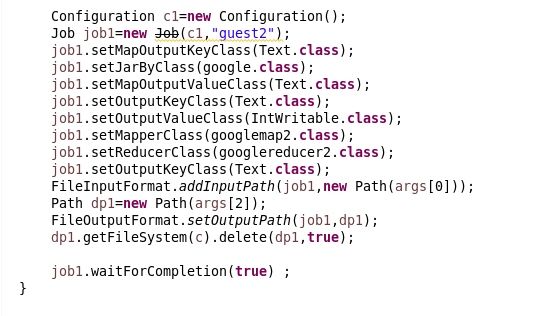 Configuration c1=new Configuration();
Job job1=new Job(c1,"guest2");
job1.setMapOutputKeyClass(Text.class);
job1.setJarByClass(google.class);
job1.setMapOutputValueClass(Text.class);
job1.setOutputKeyClass(Text.class);
job1.setOutputValueClass(IntWritable.class);
job1.setMapperClass(googlemap2.class);
job1.setReducerClass(googlereducer2.class);
job1.setOutputKeyClass(Text.class);
FileInputFormat.addInputPath(job1,new Path(args[0]));
Path dp1=new Path(args[2]);
FileOutputFormat.setOutputPath(job1,dp1);
dp1.getFileSystem(c).delete(dp1,true);
job1.waitForCompletion(true) ;
}